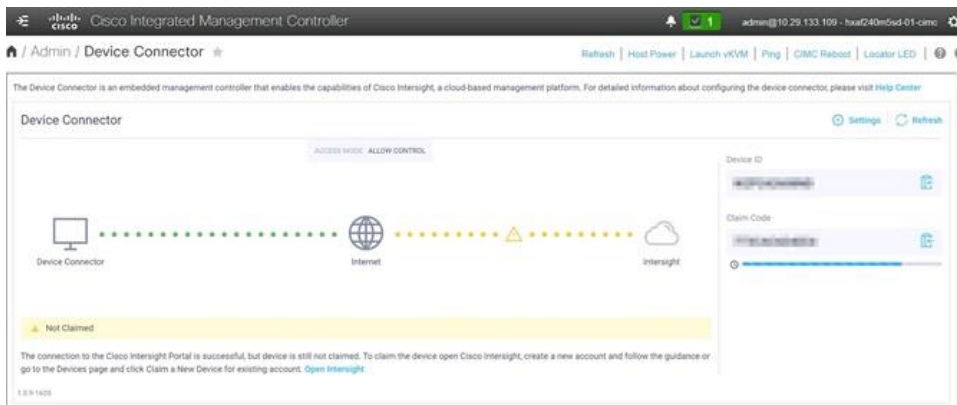 cisco Cisco Integrated Management Controller 1 admin@10.29.133.109 - hxaf240m5sd-01-cimc
/ Admin / Device Connector
Refresh | Host Power | Launch vKVM | Ping | CIMC Reboot | Locator LED |
The Device Connector is an embedded management controller that enables the capabilities of Cisco Intersight, a cloud-based management platform. For detailed information about configuring the device connector, please visit Help Center
Device Connector
Settings Refresh
ACCESS MODE ALLOW CONTROL
Device ID
Claim Code
Device Connector Internet Intersight
Not Claimed
The connection to the Cisco Intersight Portal is successful, but device is still not claimed. To claim the device open Cisco Intersight, create a new account and follow the guidance or
go to the Devices page and click Claim a New Device for existing account. Open Intersight
1.0.9-1605